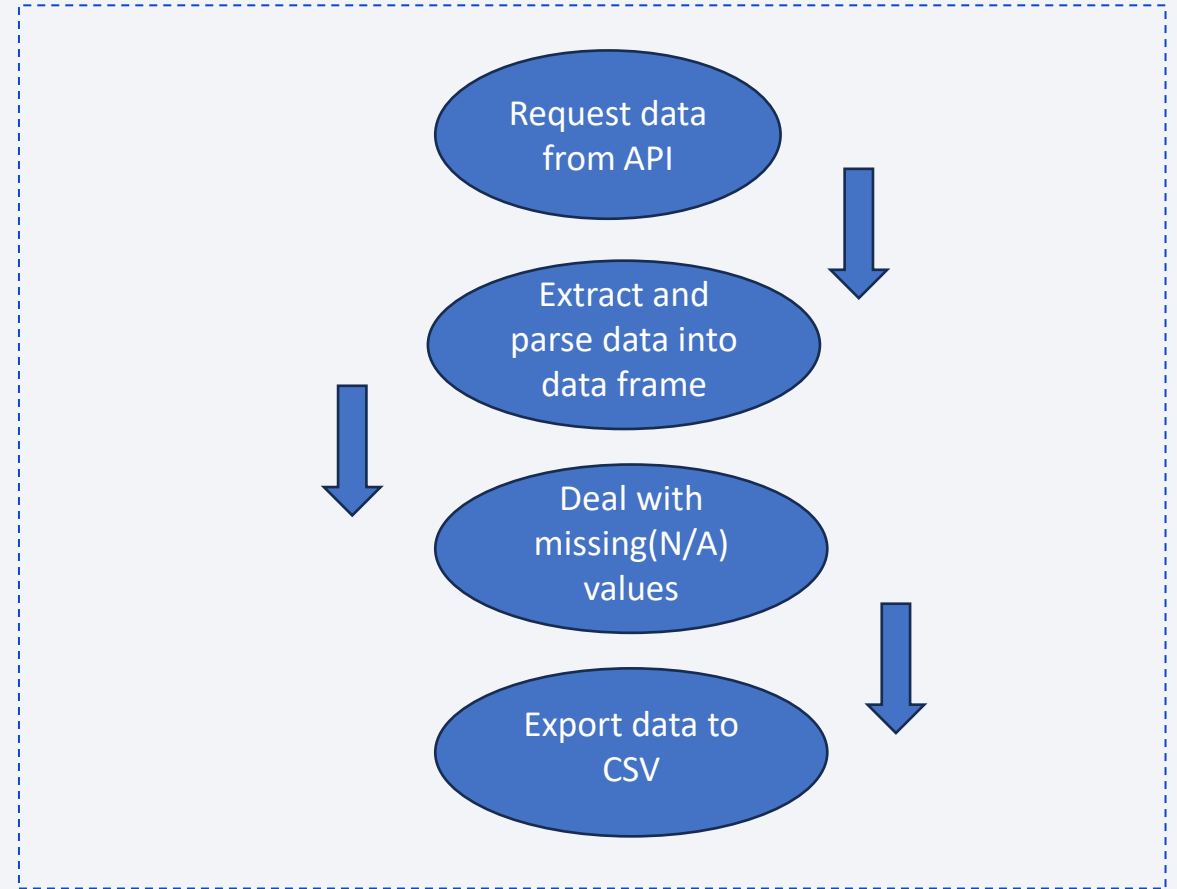 Request data
from API
Extract and
parse data into
data frame
Deal with
missing(N/A)
values
Export data to
CSV